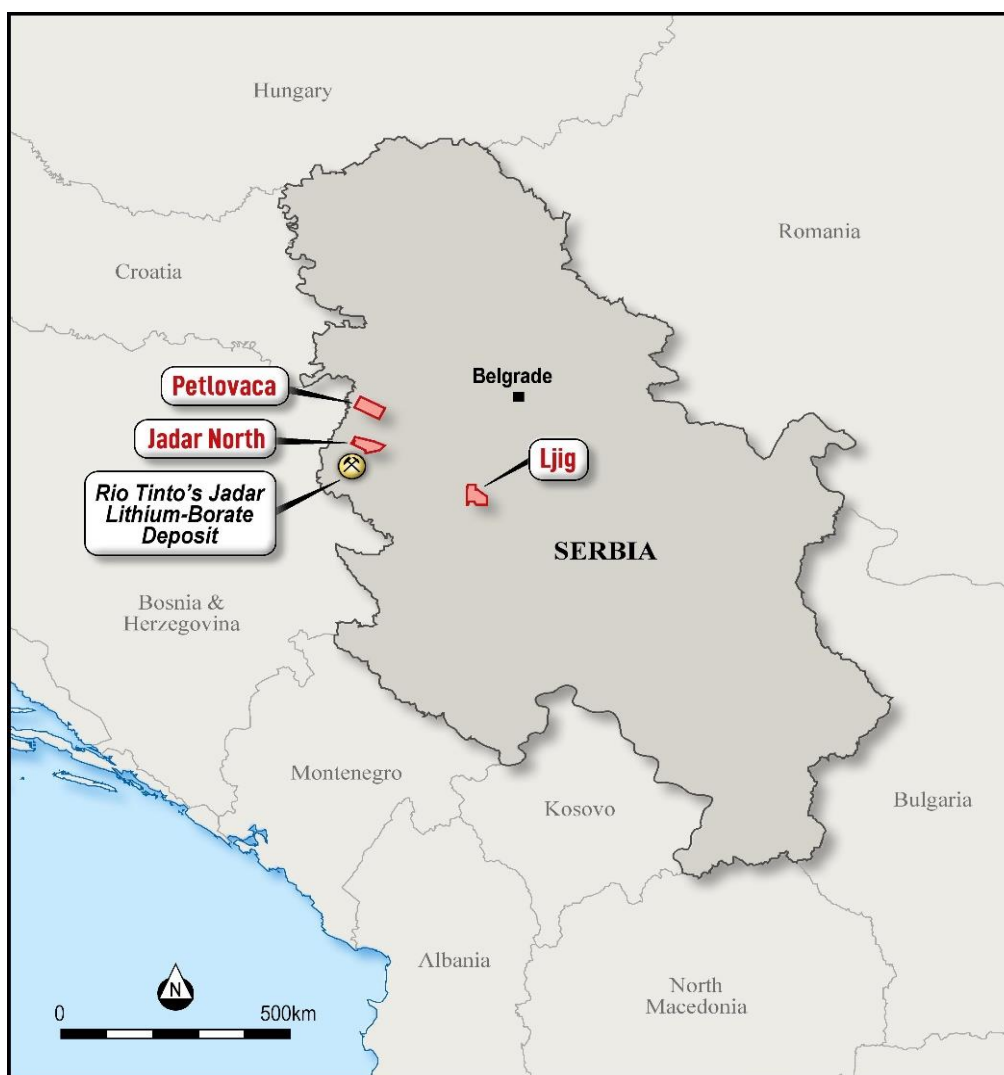 Hungary
Romania
Croatia
Belgrade
Petlovaca
Jadar North
Ljig
Rio Tinto's Jadar
Lithium-Borate
Deposit
SERBIA
Bosnia &
Herzegovina
Montenegro
Kosovo
Bulgaria
Albania
North
Macedonia
N
0 500km